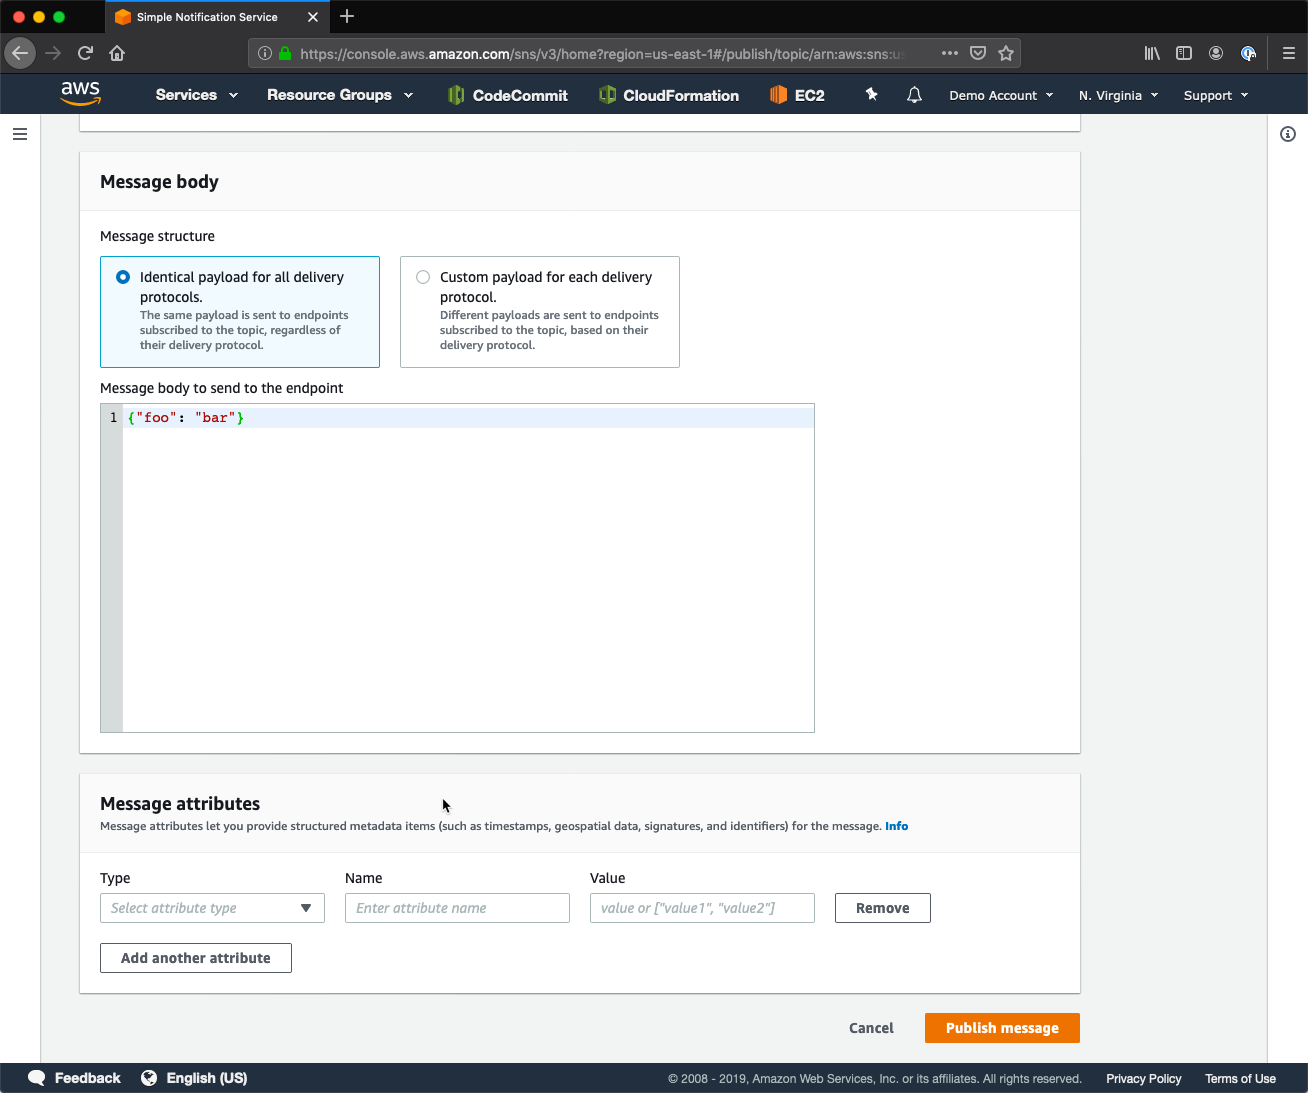 Simple Notification Service
https://console.aws.amazon.com/sns/v3/home?region=us-east-1#/publish/topic/arn:aws:sns:us
aws Services Resource Groups CodeCommit CloudFormation EC2 Demo Account N. Virginia Support
Message body
Message structure
Identical payload for all delivery
protocols.
The same payload is sent to endpoints
subscribed to the topic, regardless of
their delivery protocol.
Custom payload for each delivery
protocol.
Different payloads are sent to endpoints
subscribed to the topic, based on their
delivery protocol.
Message body to send to the endpoint
1 {"foo": "bar"}
Message attributes
Message attributes let you provide structured metadata items (such as timestamps, geospatial data, signatures, and identifiers) for the message. Info
Type Name Value
Select attribute type Enter attribute name value or ["value1", "value2"] Remove
Add another attribute
Cancel Publish message
Feedback English (US) © 2008 - 2019, Amazon Web Services, Inc. or its affiliates. All rights reserved. Privacy Policy Terms of Use